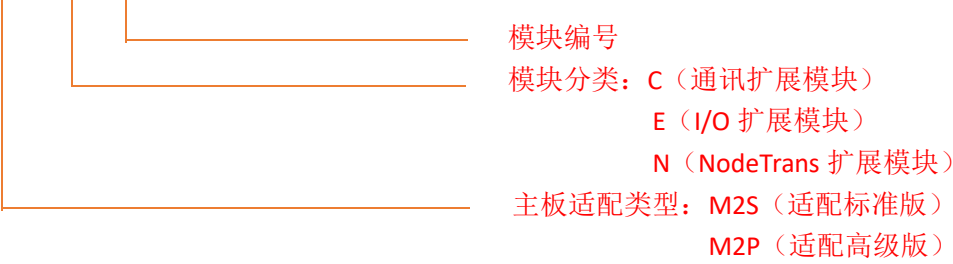 模块编号
模块分类：C（通讯扩展模块）
E（I/O 扩展模块）
N（NodeTrans 扩展模块）
主板适配类型：M2S（适配标准版）
M2P（适配高级版）